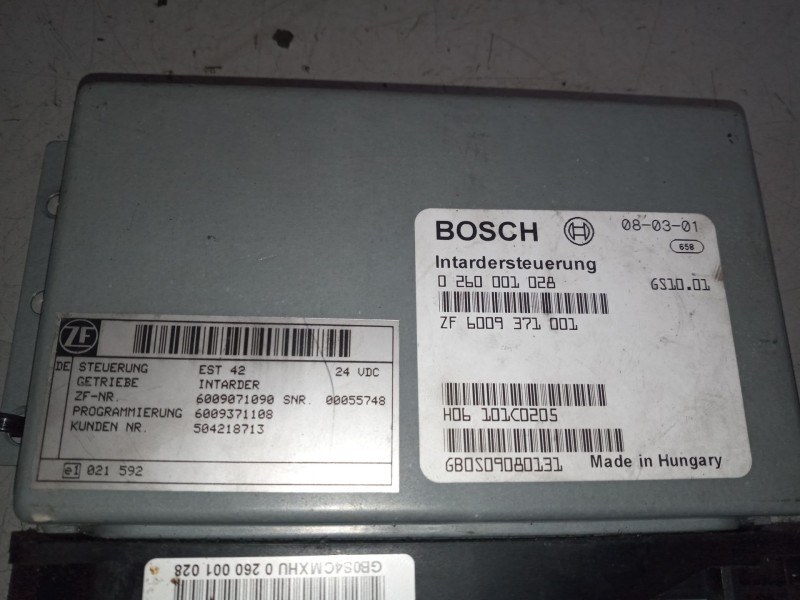 BOSCH 08-03-01
658
Intardersteuerung
0 260 001 028 GS10.01
ZF 6009 371 001
H06 101C0205
GB0S09080131 Made in Hungary
ZF
DE STEUERUNG EST 42 24 VDC
GETRIEBE INTARDER
ZF-NR. 6009071090 SNR. 00055748
PROGRAMMIERUNG 6009371108
KUNDEN NR. 504218713
e1 021 592
GB0S4CMXHU 0 260 001 028